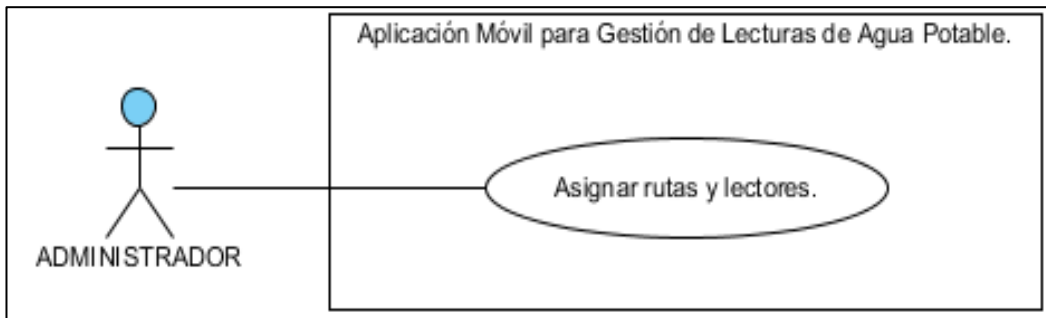 Aplicación Móvil para Gestión de Lecturas de Agua Potable.
Asignar rutas y lectores.
ADMINISTRADOR